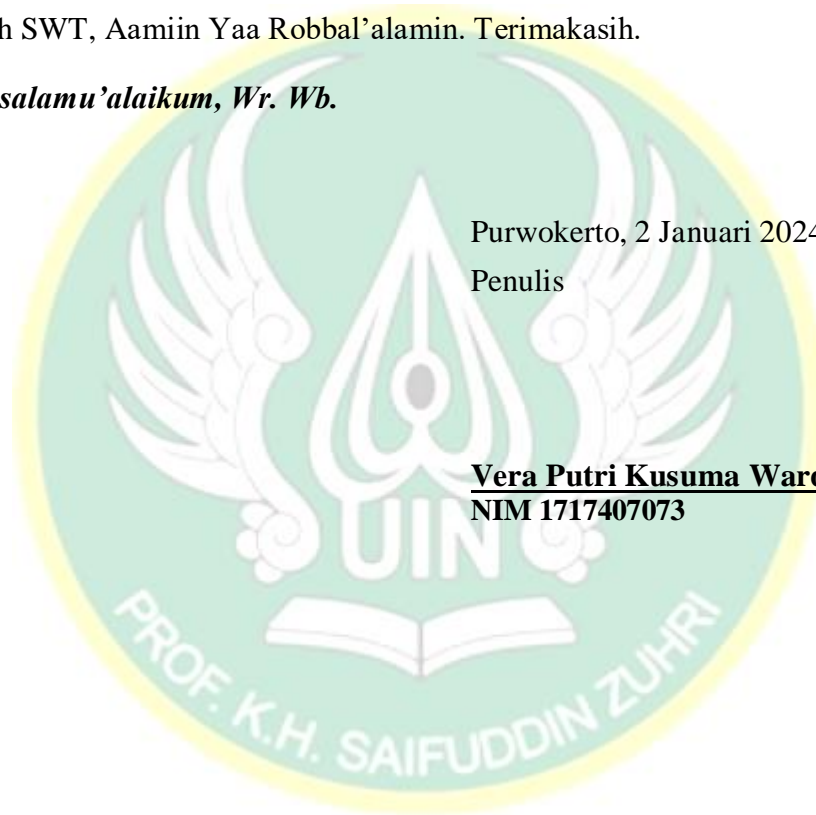 h SWT, Aamiin Yaa Robbal’alamin. Terimakasih.
salamu’alaikum, Wr. Wb.
Purwokerto, 2 Januari 2024
Penulis
Vera Putri Kusuma
NIM 1717407073
UIN
PROF. K.H. SAIFUDDIN ZUHRI